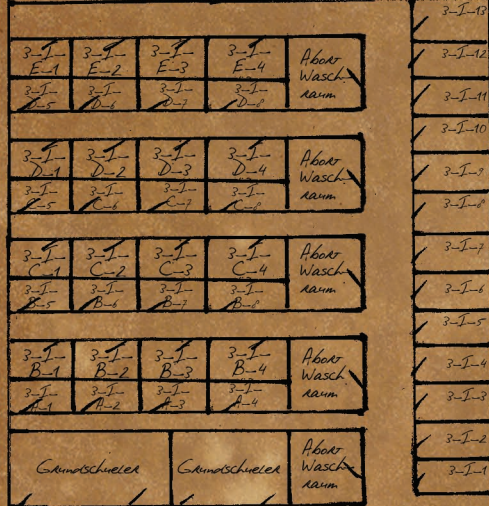 3-I-13
3-I-12
3-I-11
3-I-10
3-I-9
3-I-8
3-I-7
3-I-6
3-I-5
3-I-4
3-I-3
3-I-2
3-I-1
3-I-E-1 3-I-E-2 3-I-E-3 3-I-E-4
3-I-D-5 3-I-D-6 3-I-D-7 3-I-D-8
Abort
Wasch-
raum
3-I-D-1 3-I-D-2 3-I-D-3 3-I-D-4
3-I-C-5 3-I-C-6 3-I-C-7 3-I-C-8
Abort
Wasch-
raum
3-I-C-1 3-I-C-2 3-I-C-3 3-I-C-4
3-I-B-5 3-I-B-6 3-I-B-7 3-I-B-8
Abort
Wasch-
raum
3-I-B-1 3-I-B-2 3-I-B-3 3-I-B-4
3-I-A-1 3-I-A-2 3-I-A-3 3-I-A-4
Abort
Wasch-
raum
Grundschueler Grundschueler
Abort
Wasch-
raum